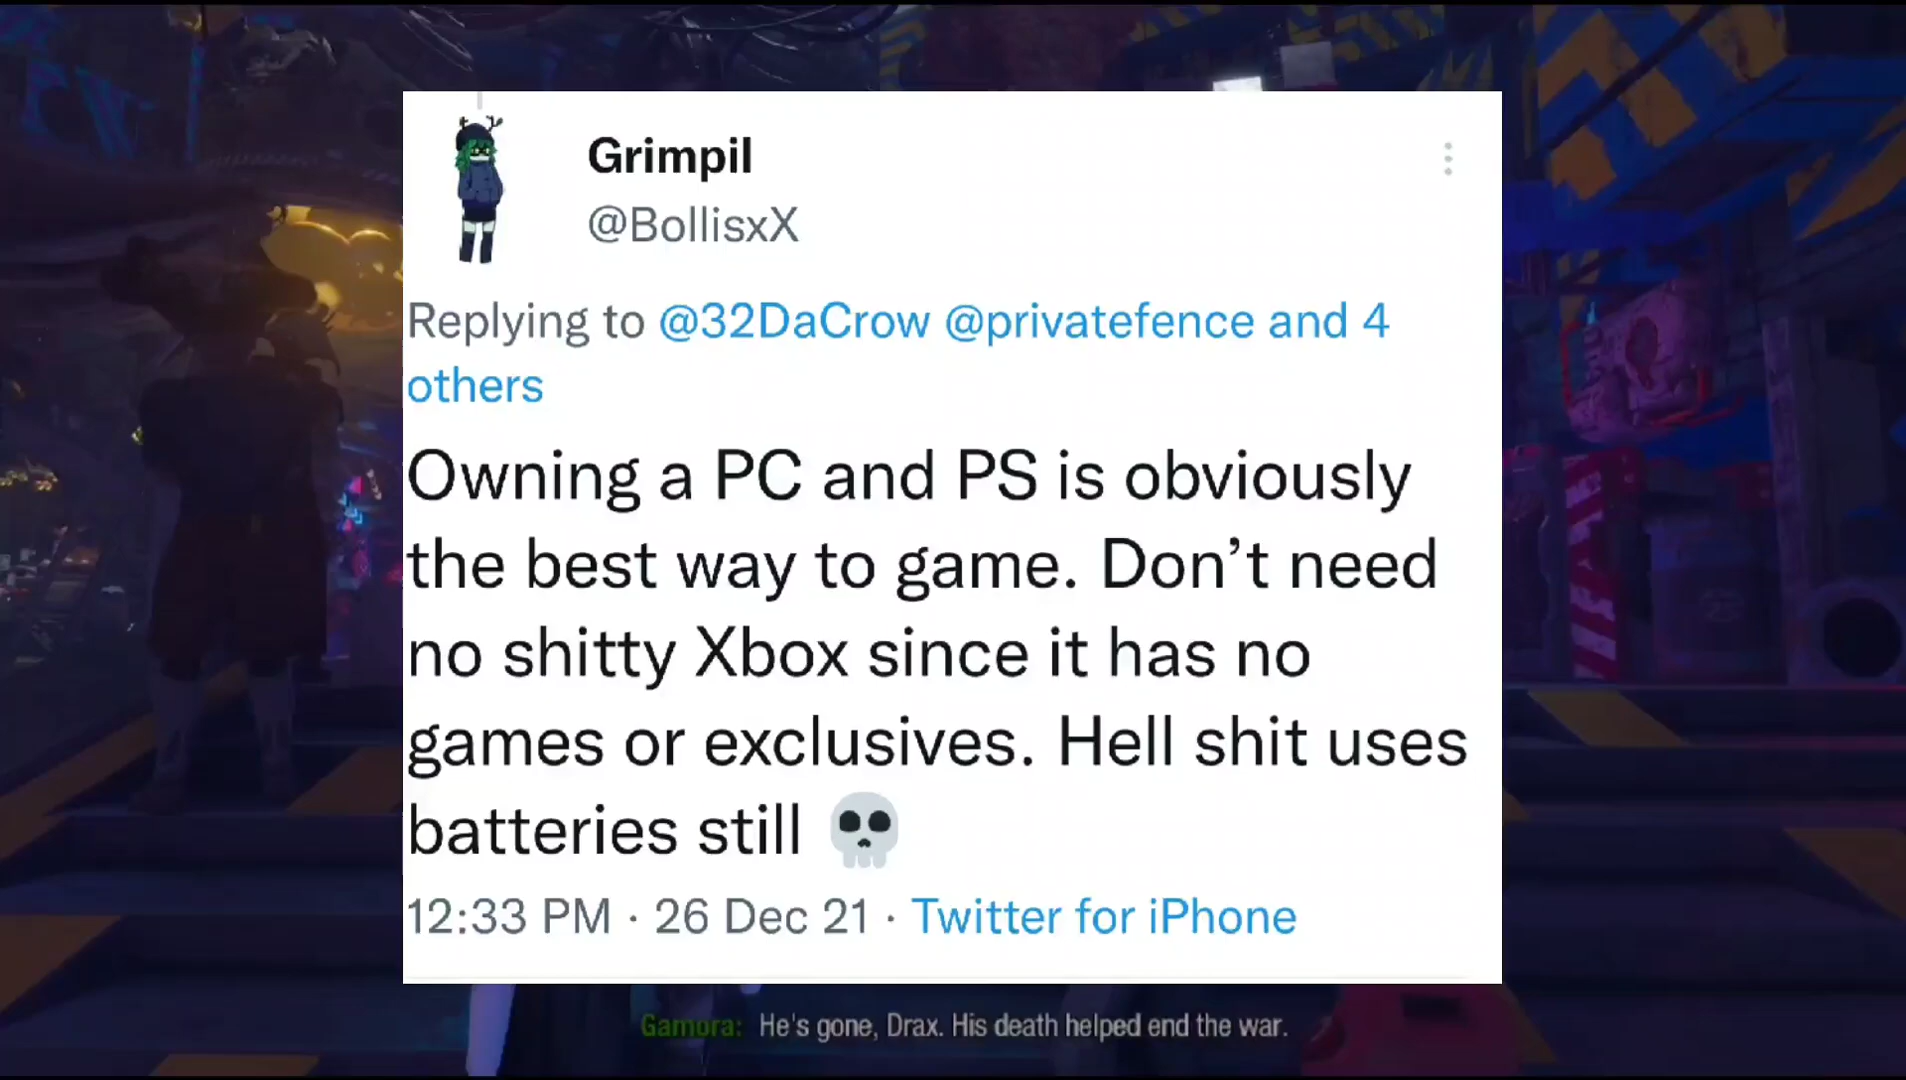 Grimpil
@BollisxX
Replying to @32DaCrow @privatefence and 4
others
Owning a PC and PS is obviously
the best way to game. Don’t need
no shitty Xbox since it has no
games or exclusives. Hell shit uses
batteries still 💀
12:33 PM · 26 Dec 21 · Twitter for iPhone
Gamora: He's gone, Drax. His death helped end the war.